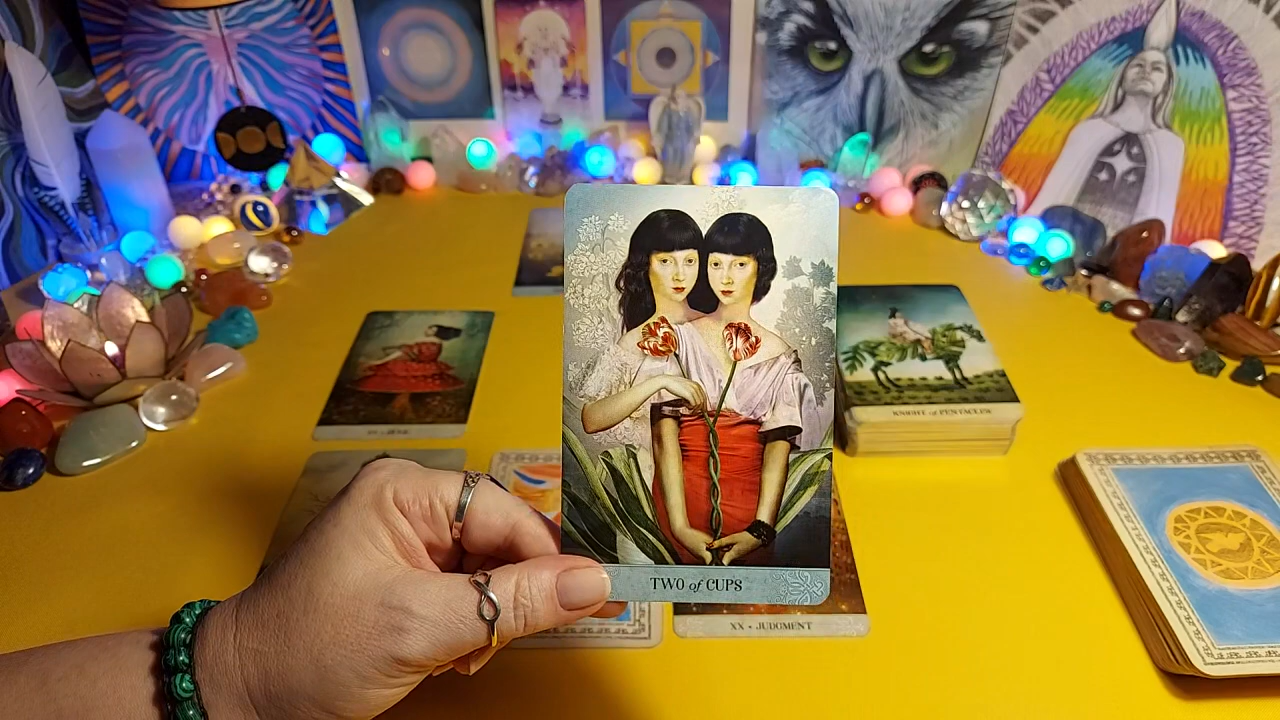 KNIGHT of PENTACLES
TWO of CUPS
XX • JUDGMENT